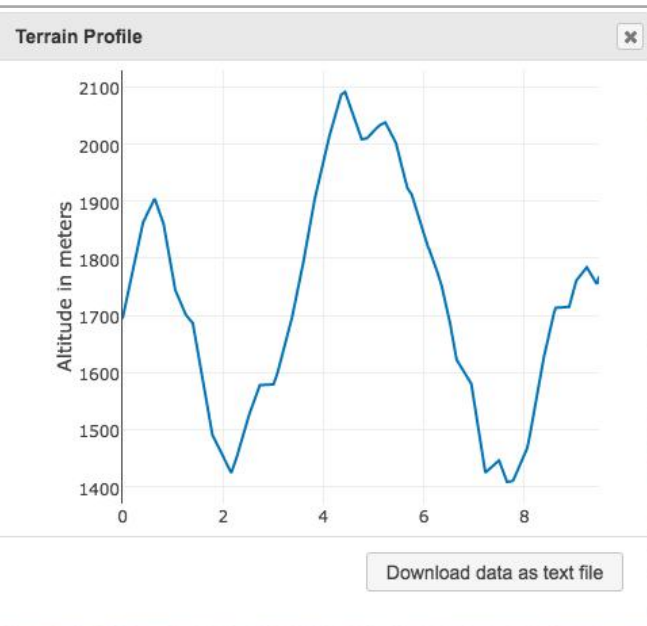 Terrain Profile
2100
2000
1900
1800
1700
1600
1500
1400
Altitude in meters
0 2 4 6 8
Download data as text file